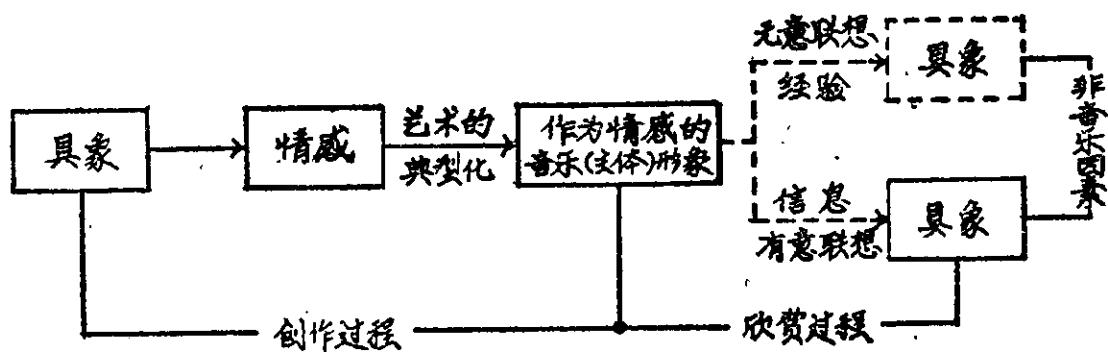 无意联想
具象
经验
非音乐因素
具象
情感
艺术的
典型化
作为情感的
音乐(主体)形象
信息
有意联想
具象
创作过程
欣赏过程